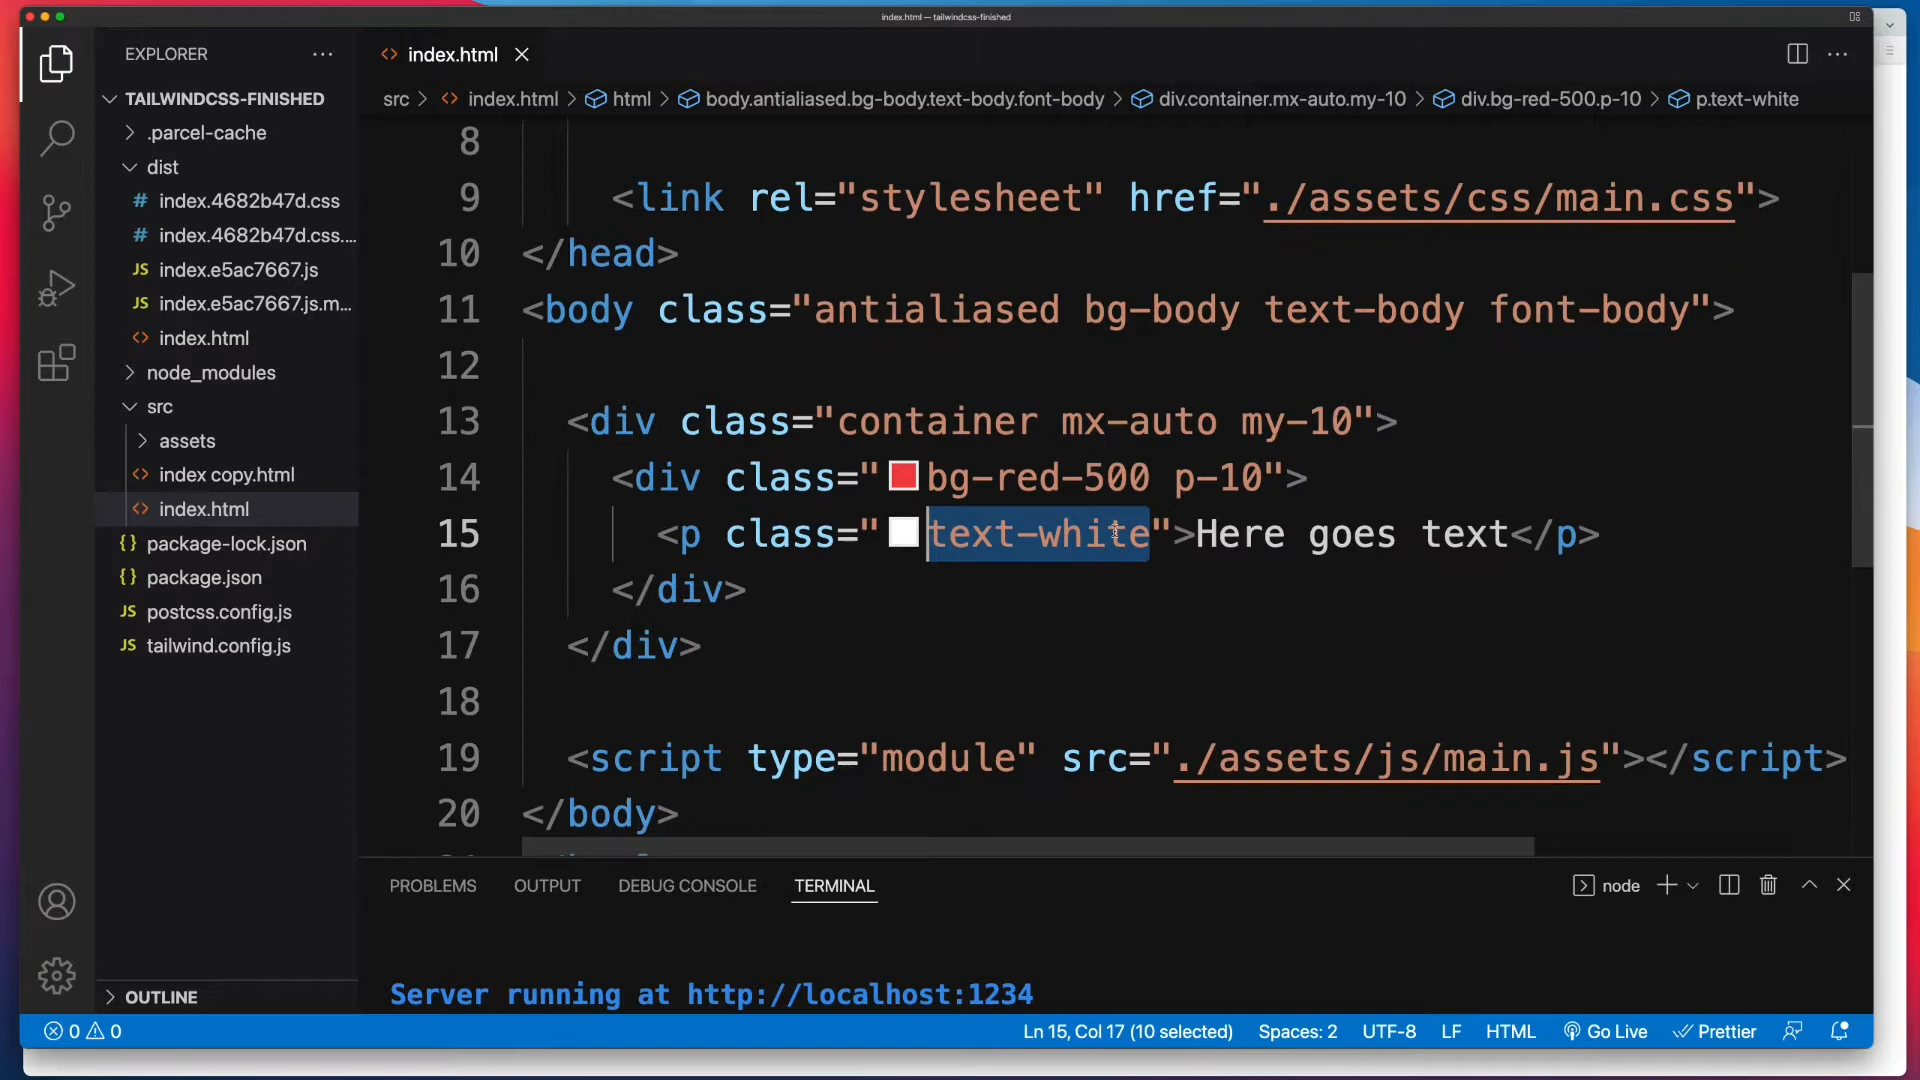 index.html — tailwindcss-finished
EXPLORER
index.html
TAILWINDCSS-FINISHED
.parcel-cache
dist
index.4682b47d.css
index.4682b47d.css....
index.e5ac7667.js
index.e5ac7667.js.m...
index.html
node_modules
src
assets
index copy.html
index.html
package-lock.json
package.json
postcss.config.js
tailwind.config.js
OUTLINE
src > index.html > html > body.antialiased.bg-body.text-body.font-body > div.container.mx-auto.my-10 > div.bg-red-500.p-10 > p.text-white
8
9 <link rel="stylesheet" href="./assets/css/main.css">
10 </head>
11 <body class="antialiased bg-body text-body font-body">
12
13 <div class="container mx-auto my-10">
14 <div class="bg-red-500 p-10">
15 <p class="text-white">Here goes text</p>
16 </div>
17 </div>
18
19 <script type="module" src="./assets/js/main.js"></script>
20 </body>
PROBLEMS OUTPUT DEBUG CONSOLE TERMINAL node
Server running at http://localhost:1234
0 0 Ln 15, Col 17 (10 selected) Spaces: 2 UTF-8 LF HTML Go Live Prettier